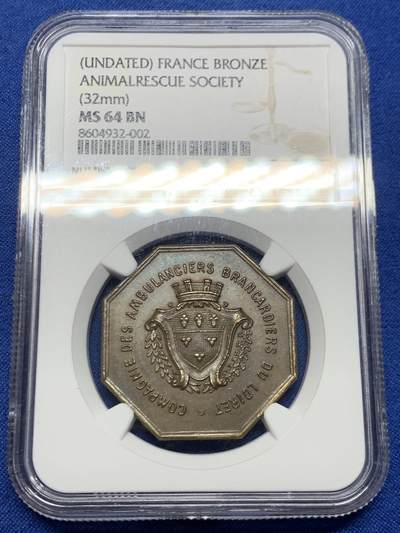 (UNDATED) FRANCE BRONZE
ANIMALRESCUE SOCIETY
(32mm)
MS 64 BN
8604932-002
COMPAGNIE DES AMBULANCIERS BRANCARDIERS DU LOIRET